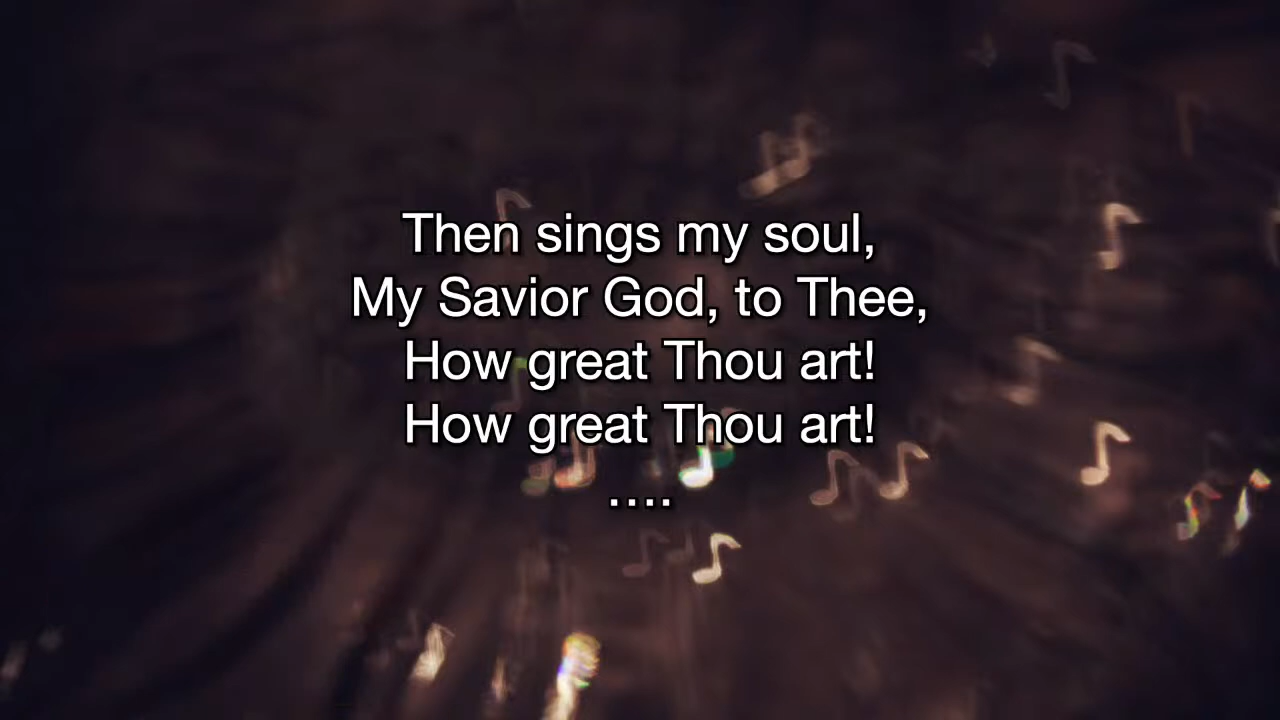 Then sings my soul,
My Savior God, to Thee,
How great Thou art!
How great Thou art!
....